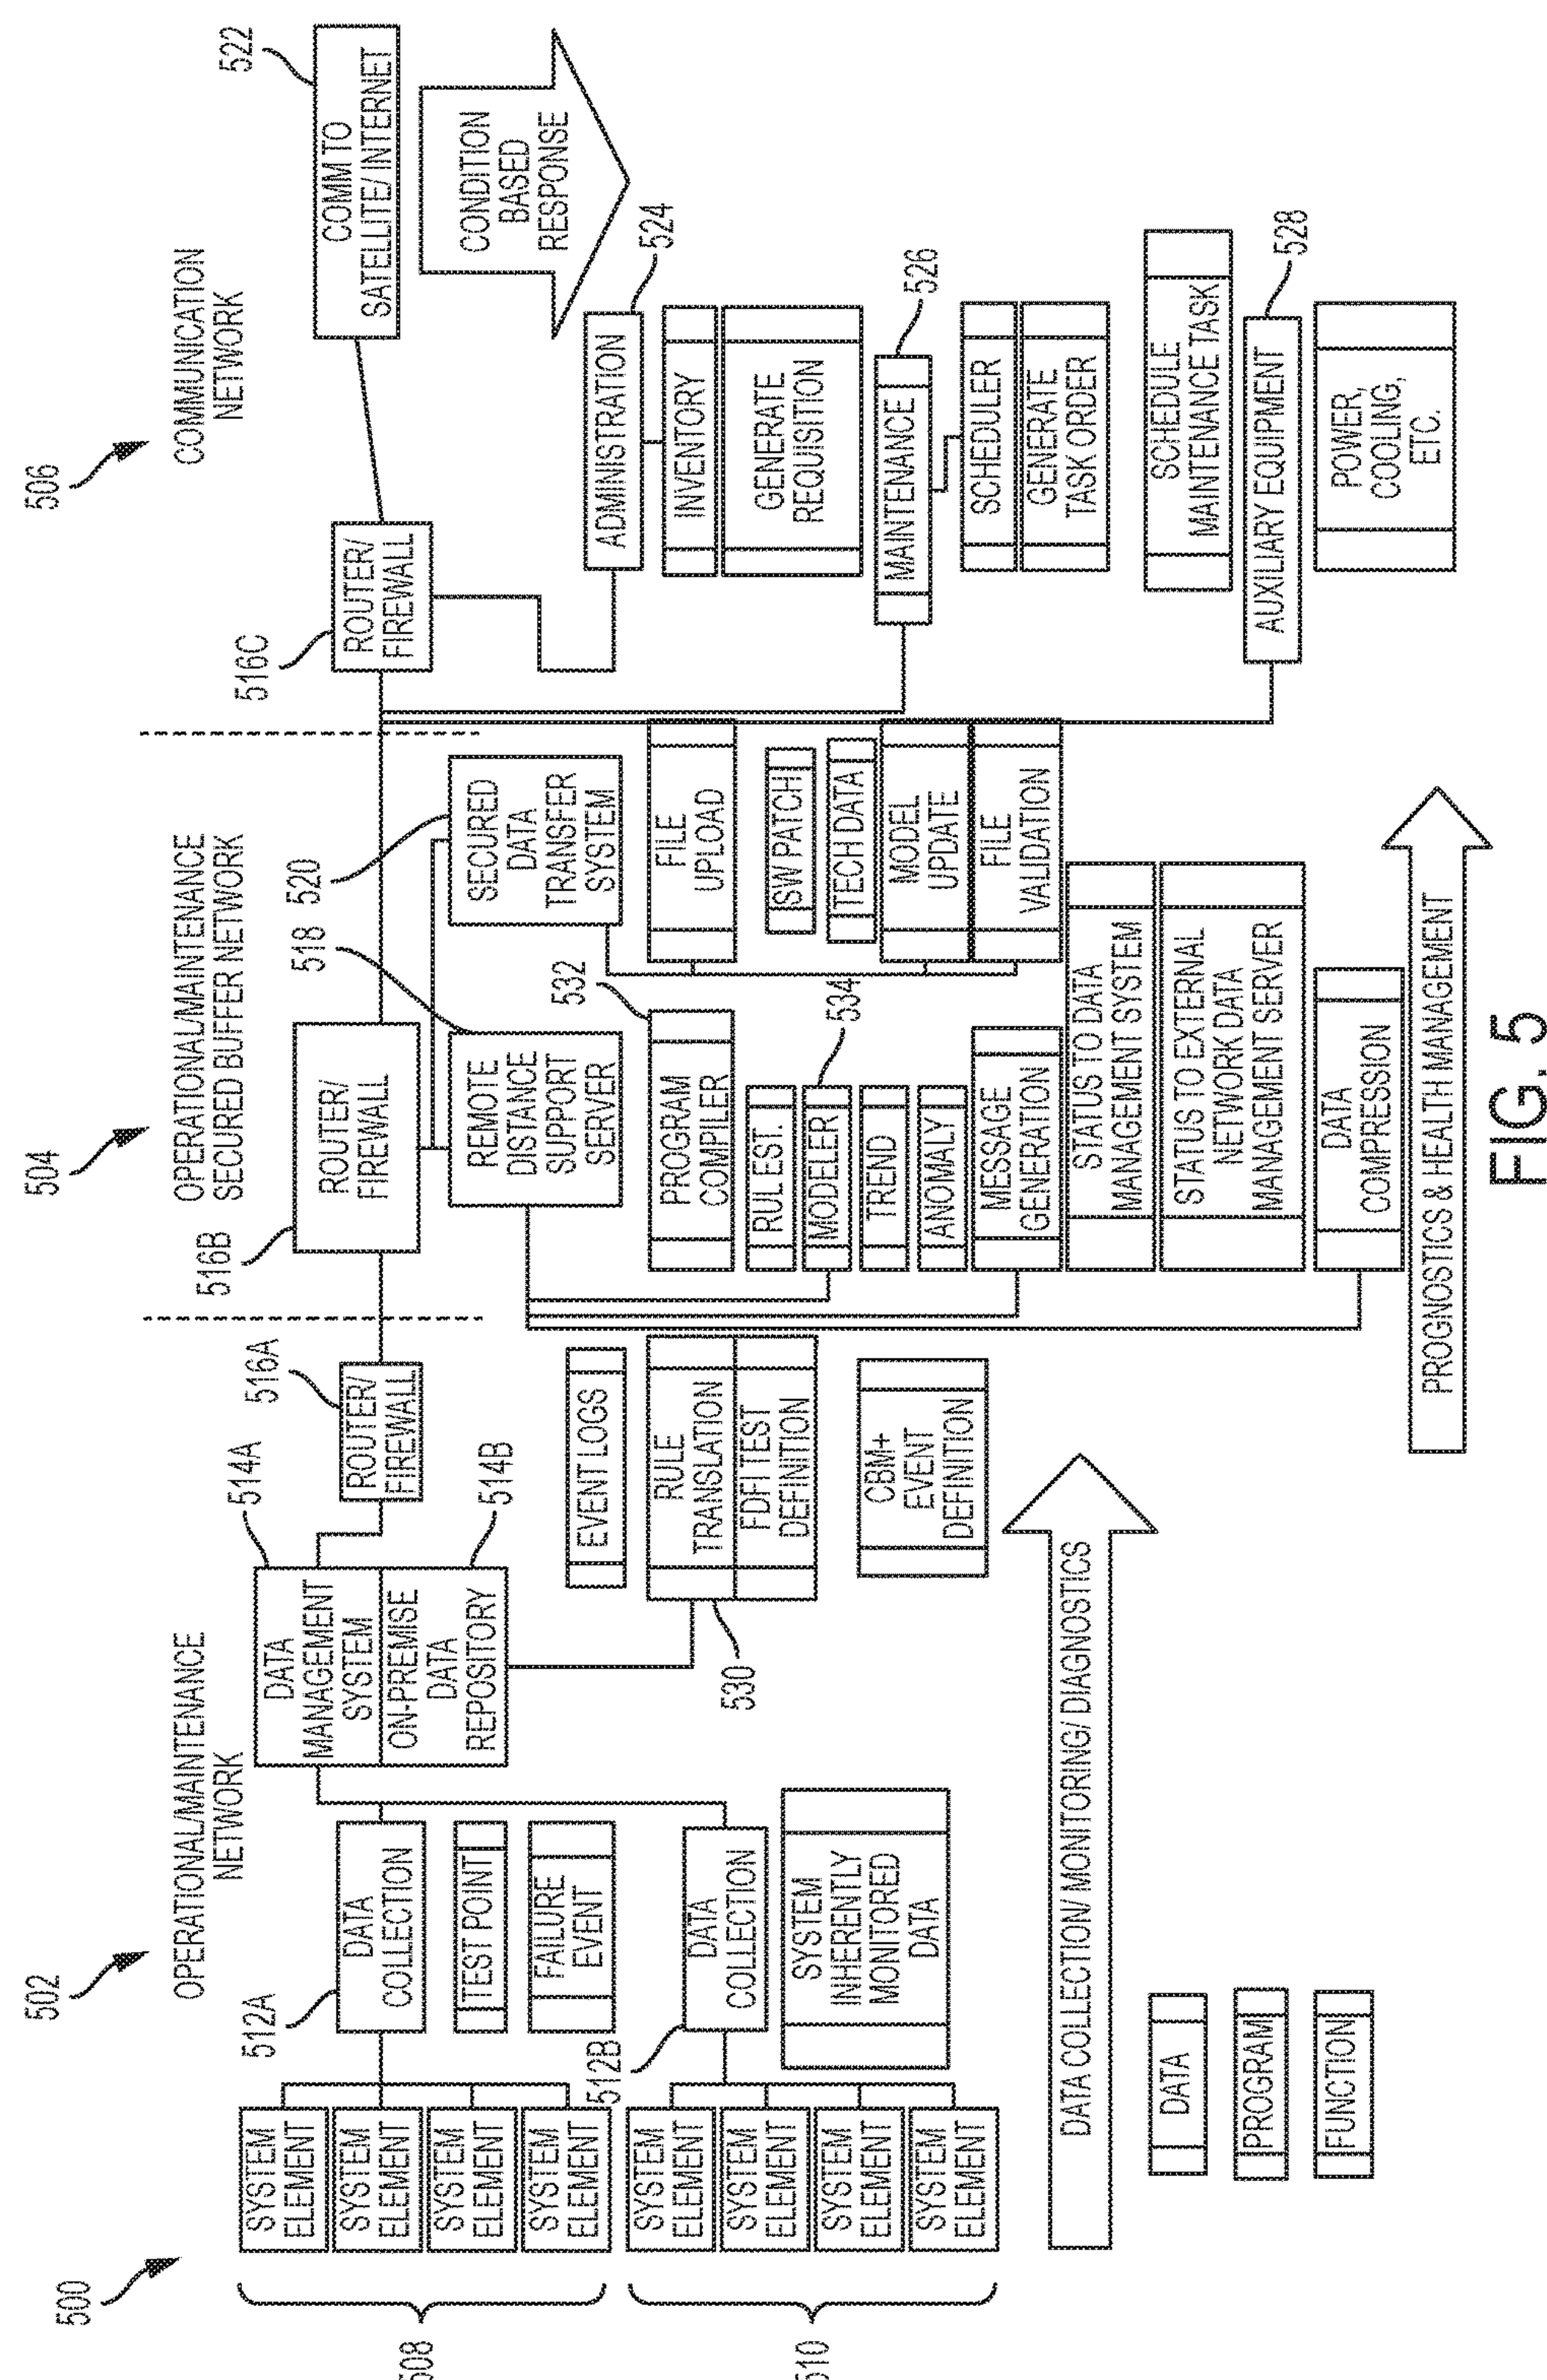 500
502
OPERATIONAL/MAINTENANCE
NETWORK
504
OPERATIONAL/MAINTENANCE
SECURED BUFFER NETWORK
506
COMMUNICATION
NETWORK
508
510
SYSTEM
ELEMENT
SYSTEM
ELEMENT
SYSTEM
ELEMENT
SYSTEM
ELEMENT
SYSTEM
ELEMENT
SYSTEM
ELEMENT
SYSTEM
ELEMENT
SYSTEM
ELEMENT
512A
DATA
COLLECTION
TEST POINT
FAILURE
EVENT
512B
DATA
COLLECTION
SYSTEM
INHERENTLY
MONITORED
DATA
514A
DATA
MANAGEMENT
SYSTEM
ON-PREMISE
DATA
REPOSITORY
514B
516A
ROUTER/
FIREWALL
EVENT LOGS
RULE
TRANSLATION
FDFI TEST
DEFINITION
530
CBM+
EVENT
DEFINITION
DATA COLLECTION/ MONITORING/ DIAGNOSTICS
DATA
PROGRAM
FUNCTION
516B
ROUTER/
FIREWALL
518
REMOTE
DISTANCE
SUPPORT
SERVER
520
SECURED
DATA
TRANSFER
SYSTEM
532
PROGRAM
COMPILER
RUL EST.
MODELER
534
TREND
ANOMALY
MESSAGE
GENERATION
STATUS TO DATA
MANAGEMENT SYSTEM
STATUS TO EXTERNAL
NETWORK DATA
MANAGEMENT SERVER
DATA
COMPRESSION
FILE
UPLOAD
SW PATCH
TECH DATA
MODEL
UPDATE
FILE
VALIDATION
PROGNOSTICS & HEALTH MANAGEMENT
516C
ROUTER/
FIREWALL
522
COMM TO
SATELLITE/ INTERNET
CONDITION
BASED
RESPONSE
524
ADMINISTRATION
INVENTORY
GENERATE
REQUISITION
526
MAINTENANCE
SCHEDULER
GENERATE
TASK ORDER
SCHEDULE
MAINTENANCE TASK
528
AUXILIARY EQUIPMENT
POWER,
COOLING,
ETC.
FIG. 5